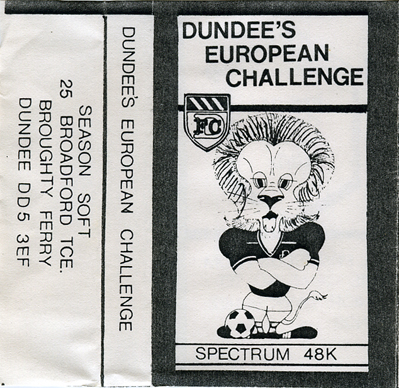 SEASON SOFT
25 BROADFORD TCE.
BROUGHTY FERRY
DUNDEE DD5 3EF
DUNDEE'S EUROPEAN CHALLENGE
DUNDEE'S
EUROPEAN
CHALLENGE
FC
SPECTRUM 48K